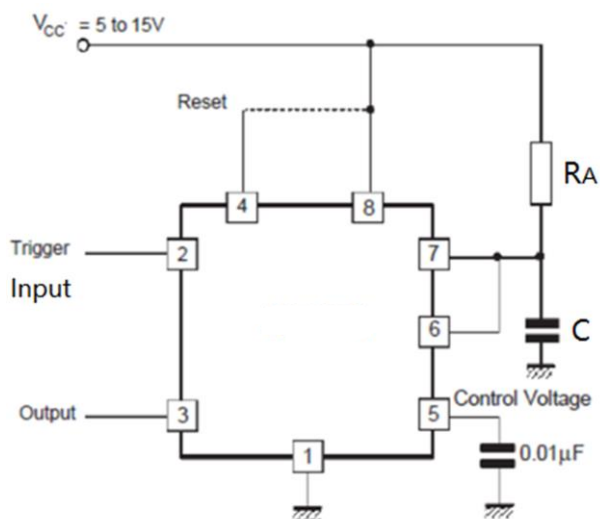 VCC = 5 to 15V
Reset
RA
4
8
Trigger
Input
2
7
6
C
Output
3
5
Control Voltage
0.01μF
1